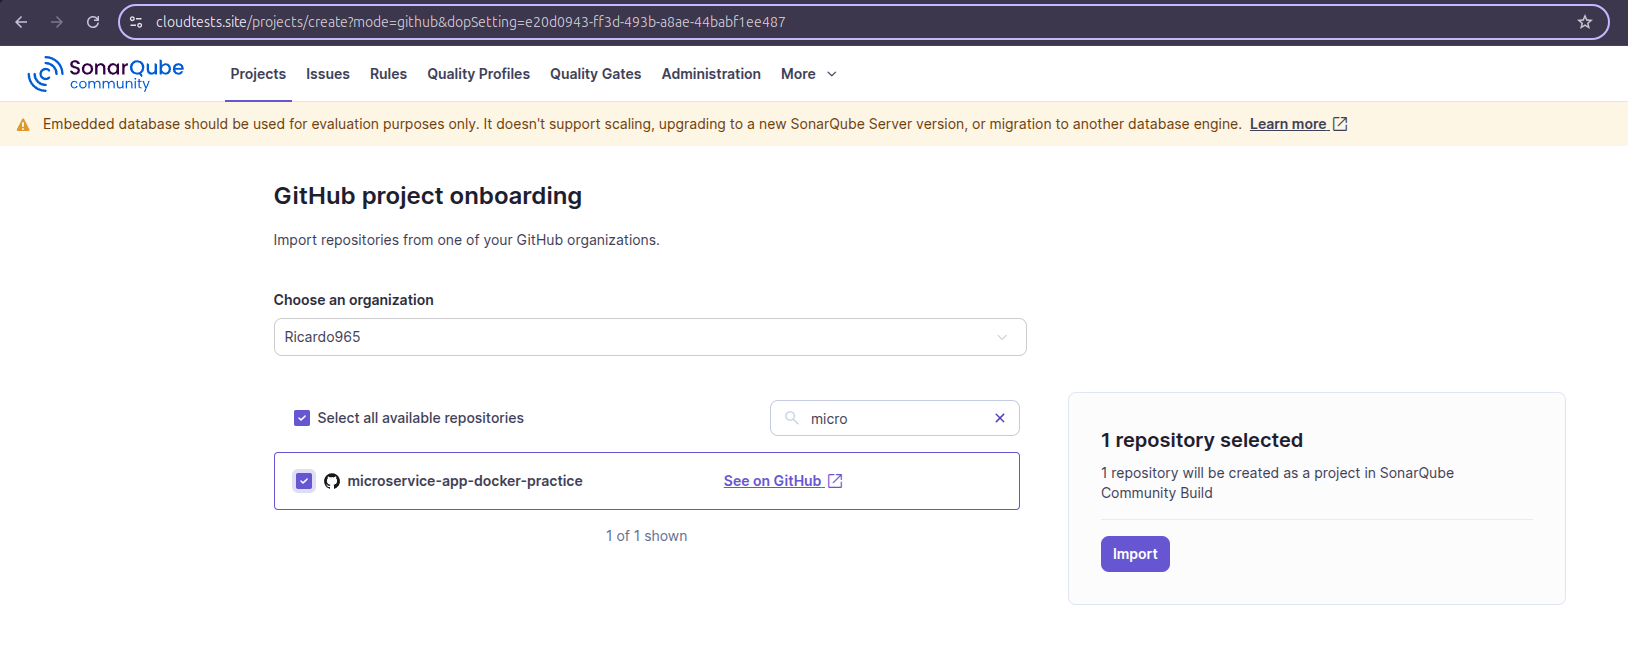 cloudtests.site/projects/create?mode=github&dopSetting=e20d0943-ff3d-493b-a8ae-44babf1ee487
SonarQube
community
Projects Issues Rules Quality Profiles Quality Gates Administration More
Embedded database should be used for evaluation purposes only. It doesn't support scaling, upgrading to a new SonarQube Server version, or migration to another database engine. Learn more
GitHub project onboarding
Import repositories from one of your GitHub organizations.
Choose an organization
Ricardo965
Select all available repositories
micro
microservice-app-docker-practice
See on GitHub
1 of 1 shown
1 repository selected
1 repository will be created as a project in SonarQube
Community Build
Import